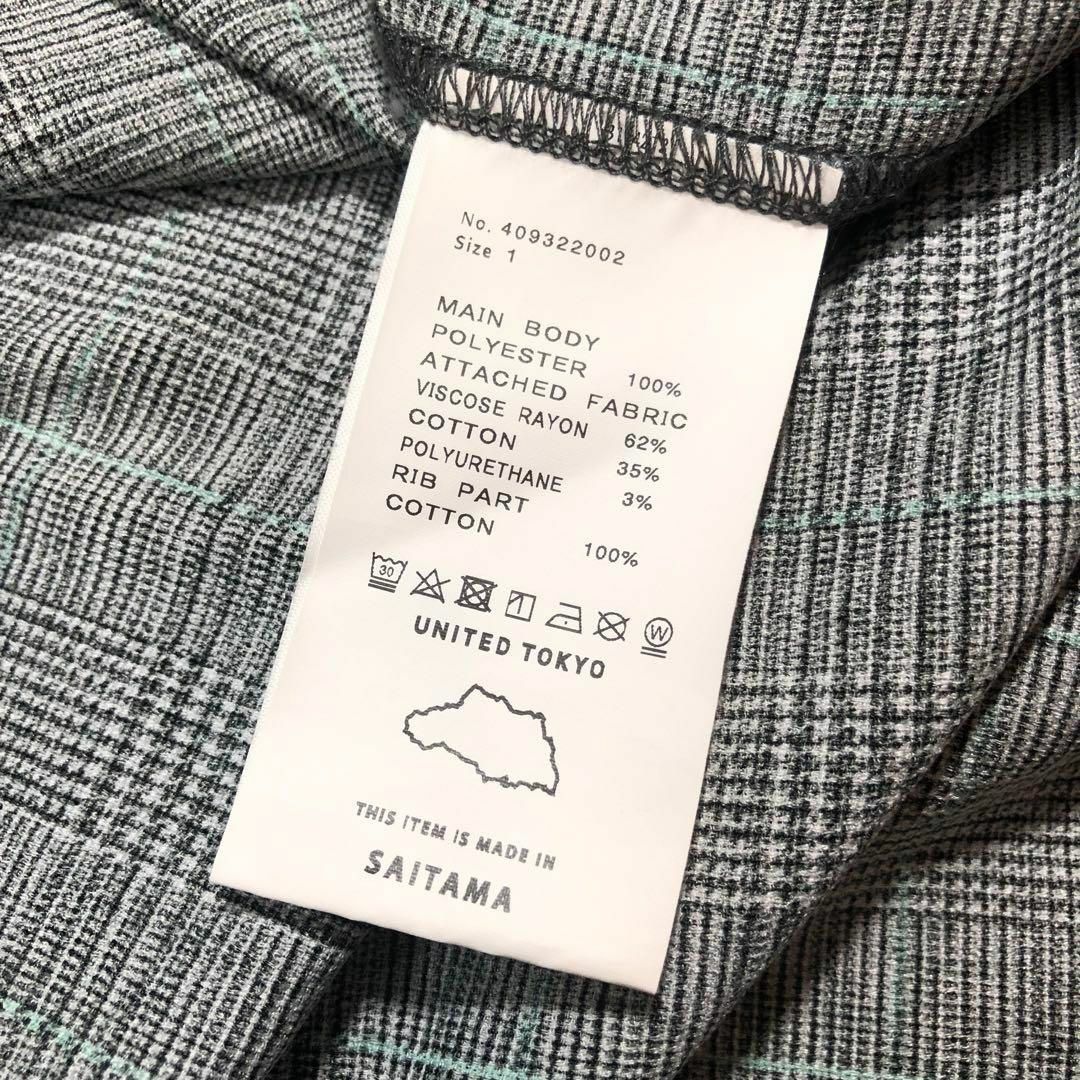 No. 409322002
Size 1
MAIN BODY
POLYESTER 100%
ATTACHED FABRIC
VISCOSE RAYON 62%
COTTON 35%
POLYURETHANE 3%
RIB PART
COTTON 100%
30 W
UNITED TOKYO
THIS ITEM IS MADE IN
SAITAMA